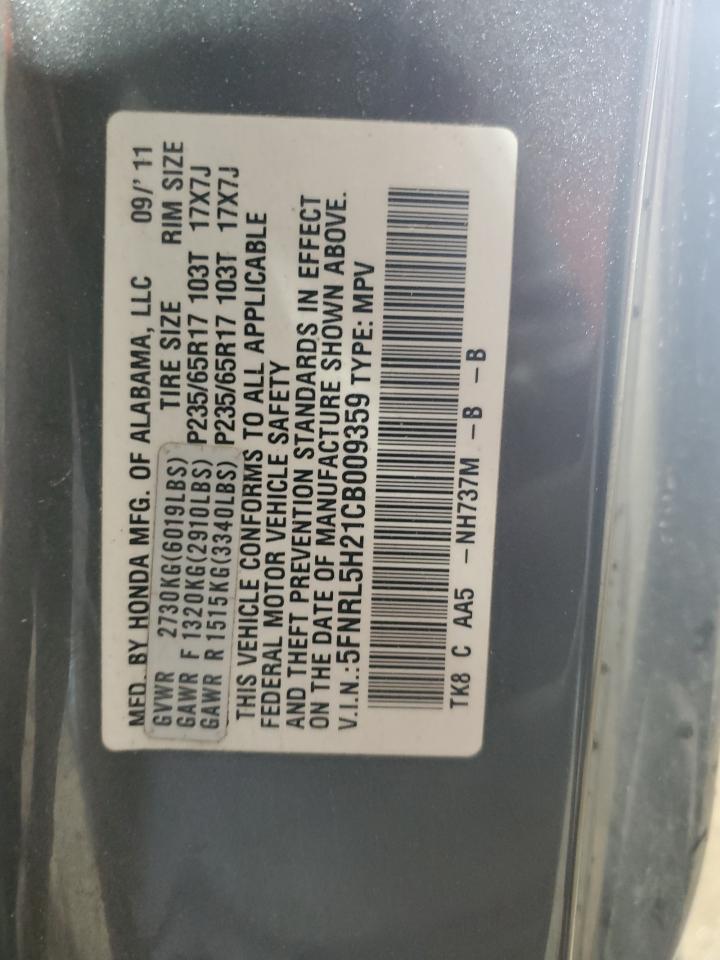 MFD. BY HONDA MFG. OF ALABAMA, LLC 09/' 11
GVWR 2730KG(6019LBS) TIRE SIZE RIM SIZE
GAWR F 1320KG(2910LBS) P235/65R17 103T 17X7J
GAWR R 1515KG(3340LBS) P235/65R17 103T 17X7J
THIS VEHICLE CONFORMS TO ALL APPLICABLE
FEDERAL MOTOR VEHICLE SAFETY
AND THEFT PREVENTION STANDARDS IN EFFECT
ON THE DATE OF MANUFACTURE SHOWN ABOVE.
V.I.N.:5FNRL5H21CB009359 TYPE: MPV
TK8 C AA5 -NH737M -B -B